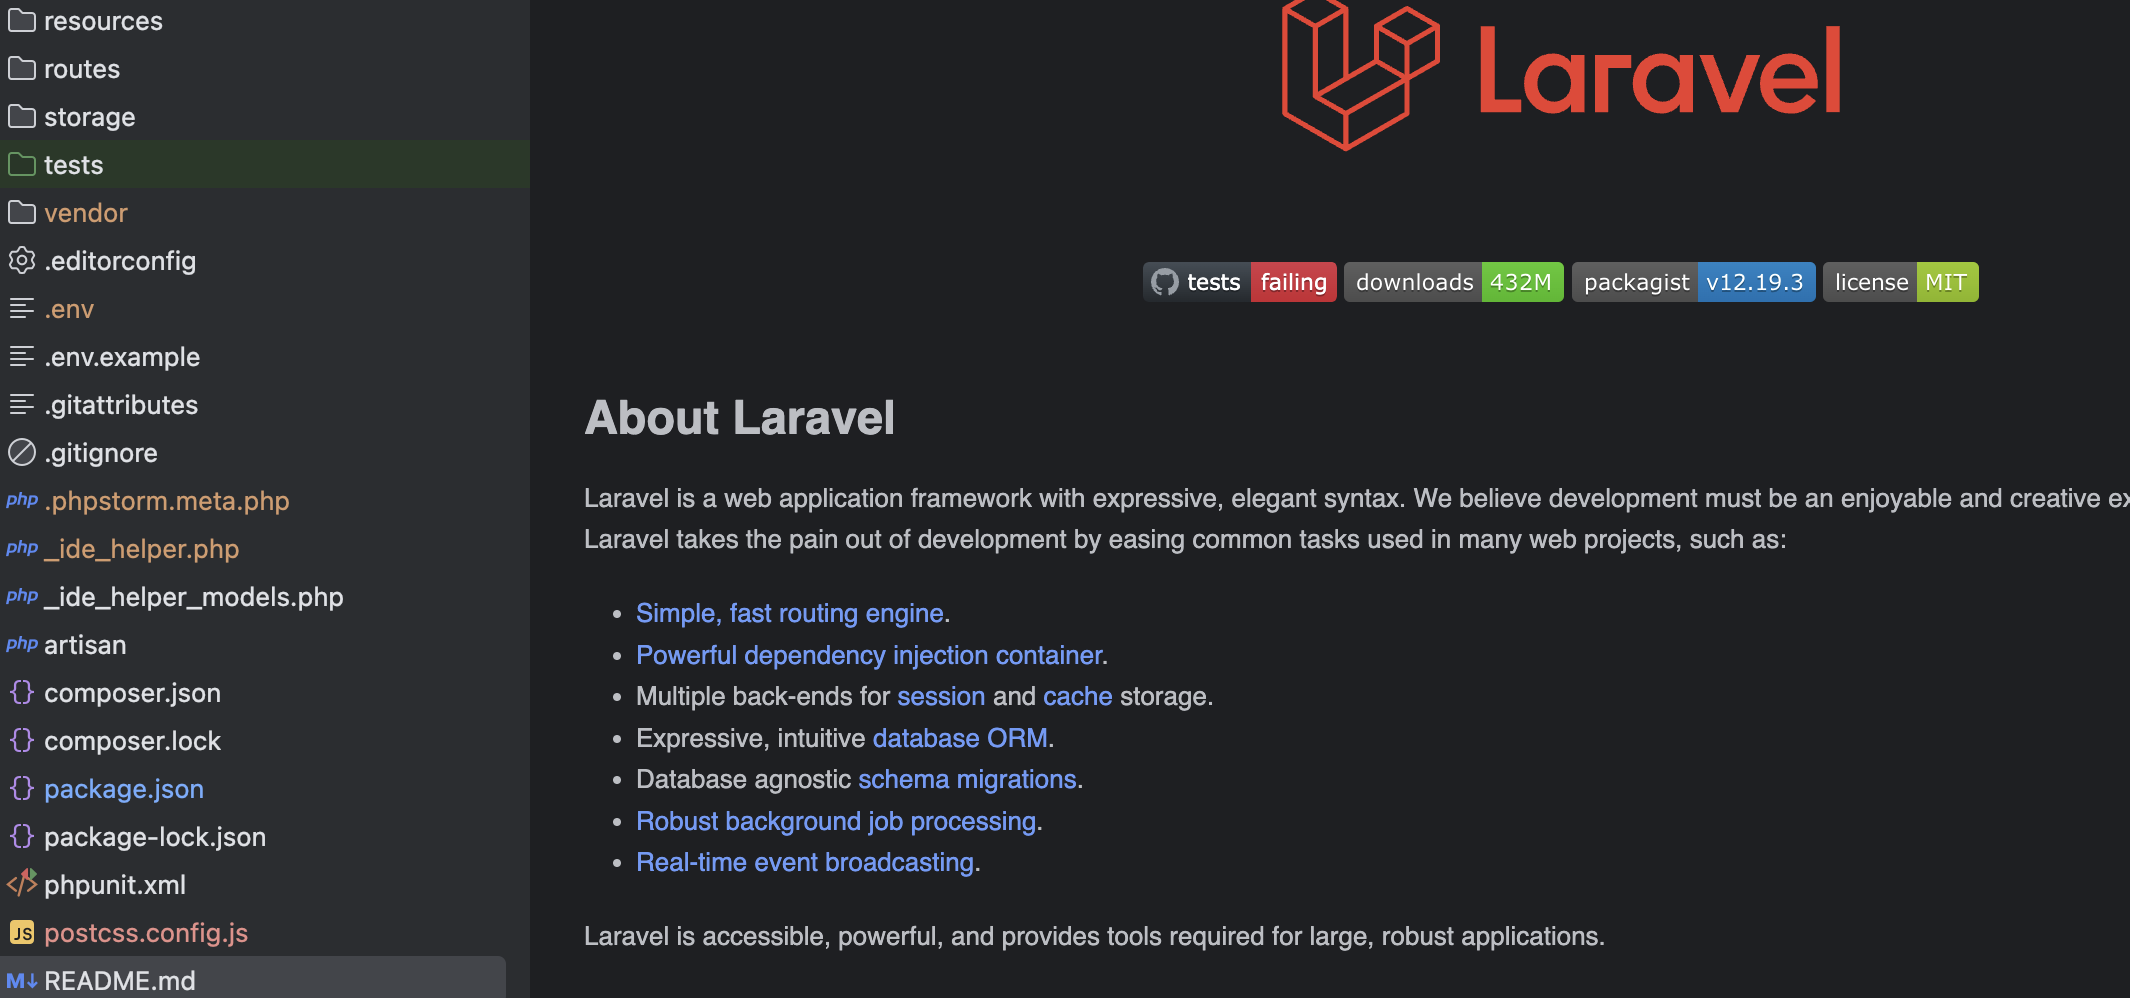 resources
routes
storage
tests
vendor
.editorconfig
.env
.env.example
.gitattributes
.gitignore
php .phpstorm.meta.php
php _ide_helper.php
php _ide_helper_models.php
php artisan
{} composer.json
{} composer.lock
{} package.json
{} package-lock.json
</> phpunit.xml
JS postcss.config.js
M↓ README.md
Laravel
tests failing downloads 432M packagist v12.19.3 license MIT
About Laravel
Laravel is a web application framework with expressive, elegant syntax. We believe development must be an enjoyable and creative
Laravel takes the pain out of development by easing common tasks used in many web projects, such as:
• Simple, fast routing engine.
• Powerful dependency injection container.
• Multiple back-ends for session and cache storage.
• Expressive, intuitive database ORM.
• Database agnostic schema migrations.
• Robust background job processing.
• Real-time event broadcasting.
Laravel is accessible, powerful, and provides tools required for large, robust applications.